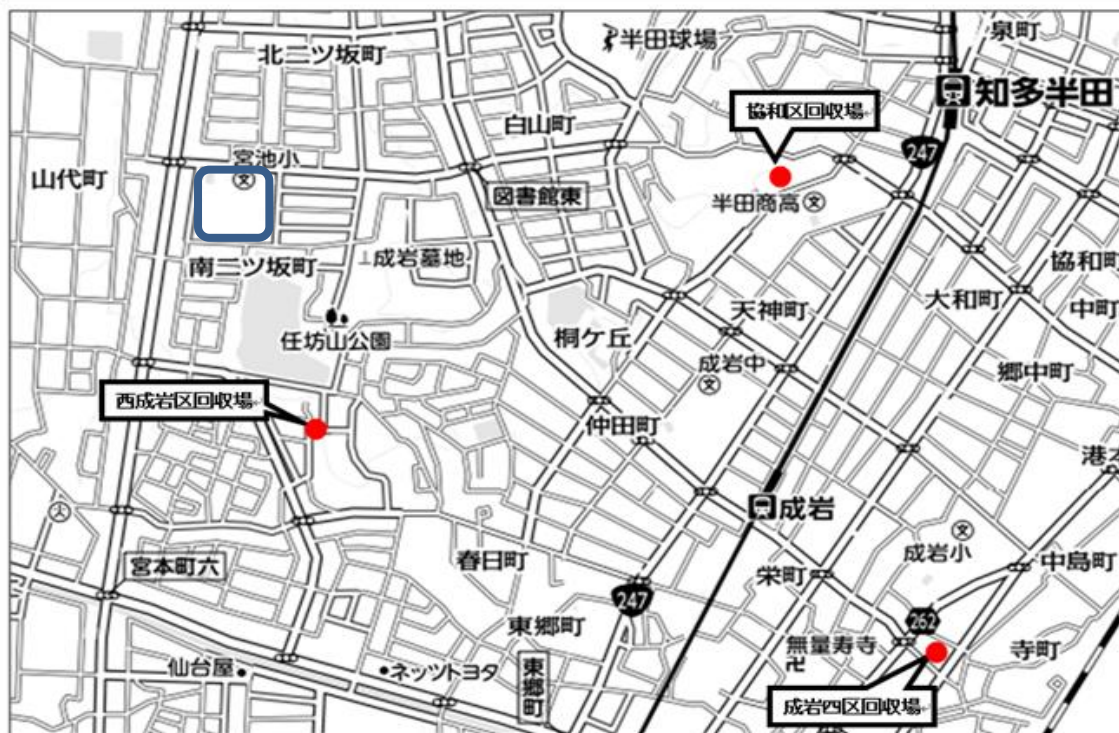 北二ツ坂町
半田球場
泉町
知多半田
協和区回収場
白山町
247
宮池小
文
山代町
図書館東
半田商高
文
南二ツ坂町
成岩墓地
協和町
大和町
中町
天神町
任坊山公園
桐ケ丘
成岩中
文
郷中町
西成岩区回収場
仲田町
港本
成岩
文
成岩小
中島町
春日町
栄町
宮本町六
247
262
東郷町
無量寿寺
卍
寺町
仙台屋
ネッツトヨタ
東郷町
成岩四区回収場